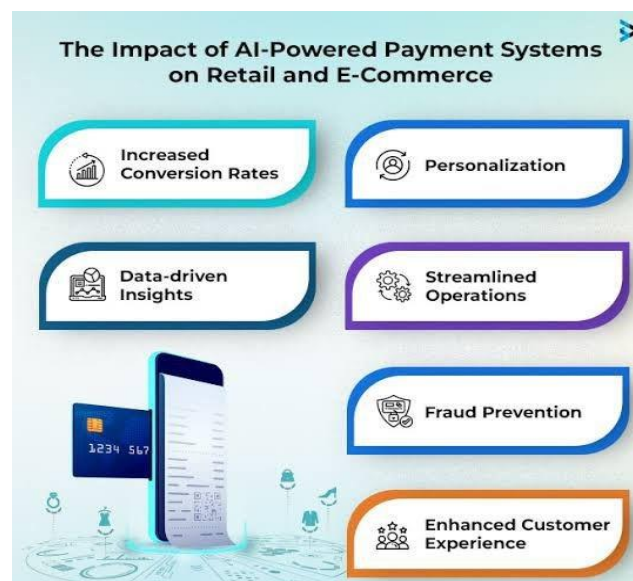 The Impact of AI-Powered Payment Systems
on Retail and E-Commerce
Increased
Conversion Rates
Personalization
Data-driven
Insights
Streamlined
Operations
Fraud Prevention
Enhanced Customer
Experience
1234 567